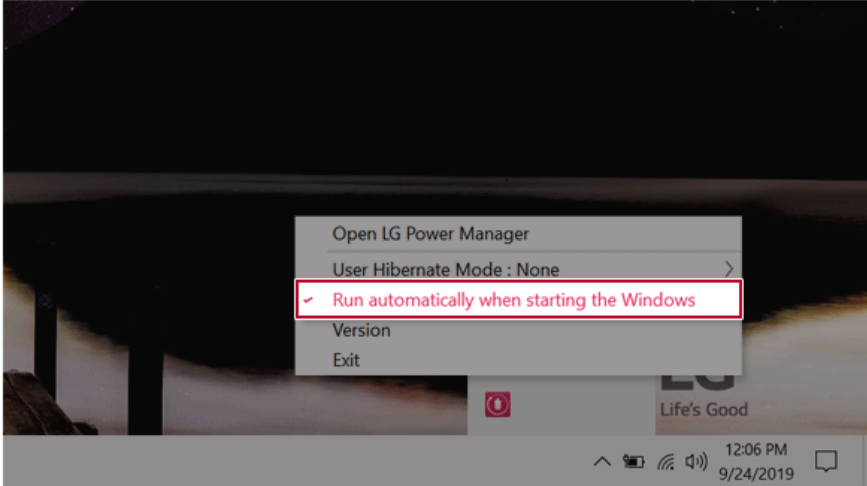 Open LG Power Manager
User Hibernate Mode : None
Run automatically when starting the Windows
Version
Exit
LG
Life's Good
12:06 PM
9/24/2019